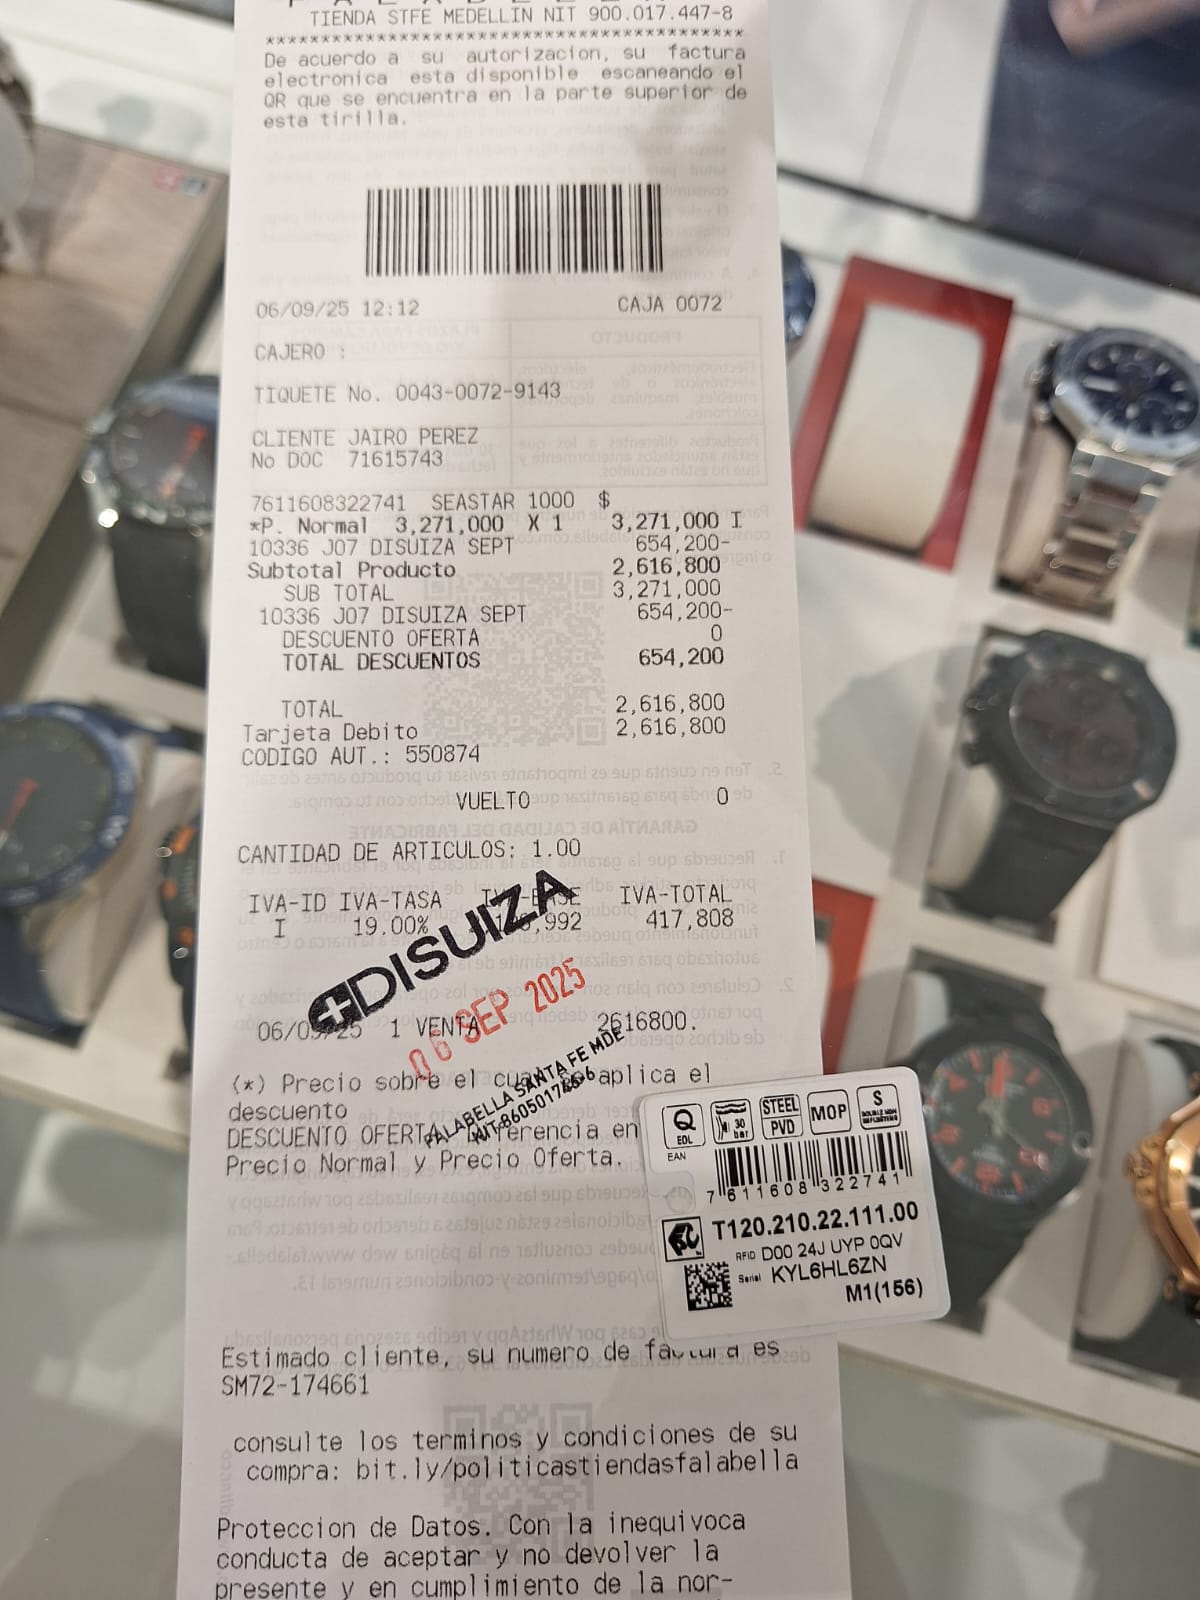 TIENDA STFE MEDELLIN NIT 900.017.447-8
******************************************
De acuerdo a su autorizacion, su factura
electronica esta disponible escaneando el
QR que se encuentra en la parte superior de
esta tirilla.
06/09/25 12:12 CAJA 0072
CAJERO :
TIQUETE No. 0043-0072-9143
CLIENTE JAIRO PEREZ
No DOC 71615743
7611608322741 SEASTAR 1000 $
*P. Normal 3,271,000 X 1 3,271,000 I
10336 J07 DISUIZA SEPT 654,200-
Subtotal Producto 2,616,800
SUB TOTAL 3,271,000
10336 J07 DISUIZA SEPT 654,200-
DESCUENTO OFERTA 0
TOTAL DESCUENTOS 654,200
TOTAL 2,616,800
Tarjeta Debito 2,616,800
CODIGO AUT.: 550874
VUELTO 0
CANTIDAD DE ARTICULOS: 1.00
IVA-ID IVA-TASA IVA-TOTAL
I 19.00% 417,808
DISUIZA
06 SEP 2025
1 VENTA 2616800.
FALABELLA SANTA FE MDE
(*) Precio sobre el se aplica el
descuento
DESCUENTO OFERTA en
Precio Normal y Precio Oferta.
Q
EOL
30
bar
STEEL
PVD
MOP
S
EAN
7 611608 322741
T120.210.22.111.00
RFID D00 24J UYP 0QV
Serial KYL6HL6ZN
M1(156)
Estimado cliente, su numero de factura es
SM72-174661
consulte los terminos y condiciones de su
compra: bit.ly/politicastiendasfalabella
Proteccion de Datos. Con la inequivoca
conducta de aceptar y no devolver la
presente y en cumplimiento de la nor-